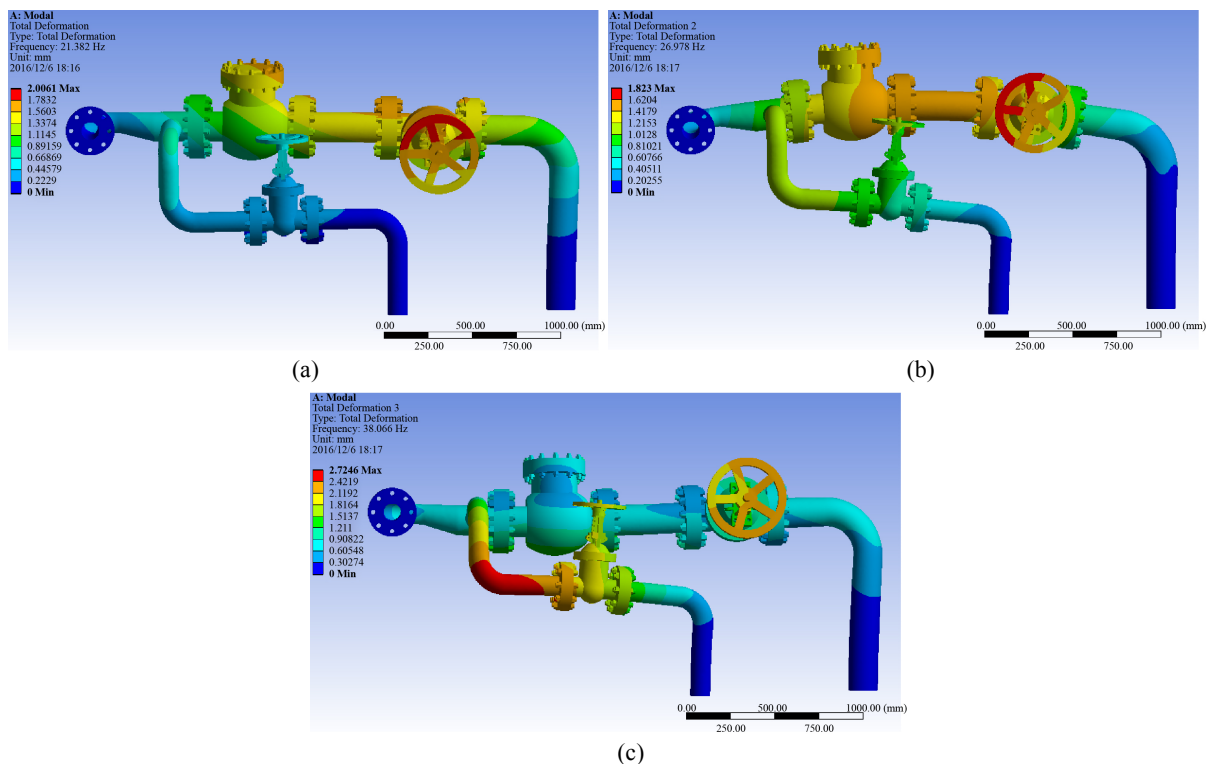 A: Modal
Total Deformation
Type: Total Deformation
Frequency: 21.382 Hz
Unit: mm
2016/12/6 18:16
2.0061 Max
1.7832
1.5603
1.3374
1.1145
0.89159
0.66869
0.44579
0.2229
0 Min
0.00 500.00 1000.00 (mm)
250.00 750.00
(a)
A: Modal
Total Deformation 2
Type: Total Deformation
Frequency: 26.978 Hz
Unit: mm
2016/12/6 18:17
1.823 Max
1.6204
1.4179
1.2153
1.0128
0.81021
0.60766
0.40511
0.20255
0 Min
0.00 500.00 1000.00 (mm)
250.00 750.00
(b)
A: Modal
Total Deformation 3
Type: Total Deformation
Frequency: 38.066 Hz
Unit: mm
2016/12/6 18:17
2.7246 Max
2.4219
2.1192
1.8164
1.5137
1.211
0.90822
0.60548
0.30274
0 Min
0.00 500.00 1000.00 (mm)
250.00 750.00
(c)